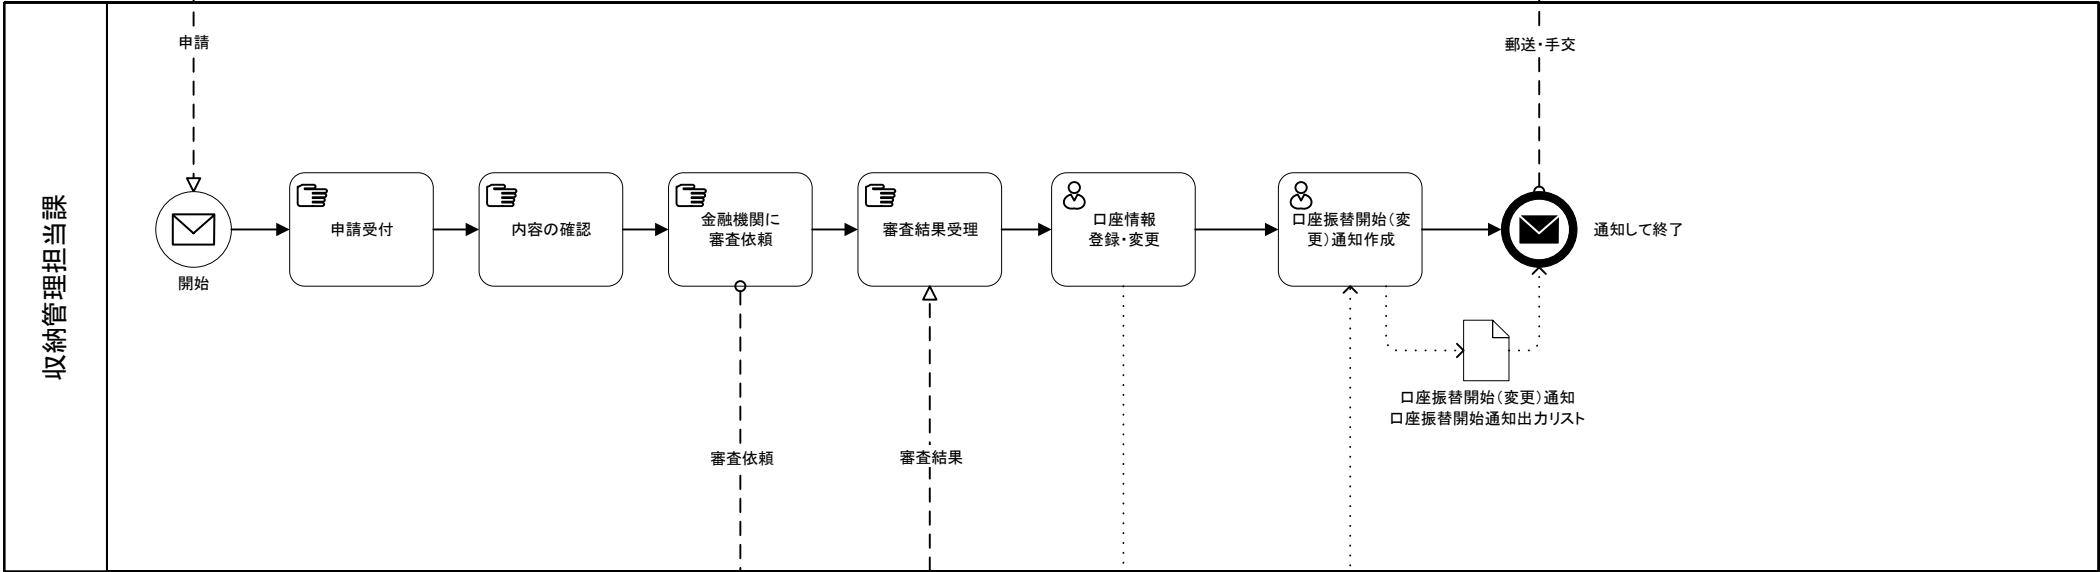 収納管理担当課
申請
郵送・手交
開始
申請受付
内容の確認
金融機関に
審査依頼
審査結果受理
口座情報
登録・変更
口座振替開始(変
更)通知作成
通知して終了
口座振替開始(変更)通知
口座振替開始通知出力リスト
審査依頼
審査結果